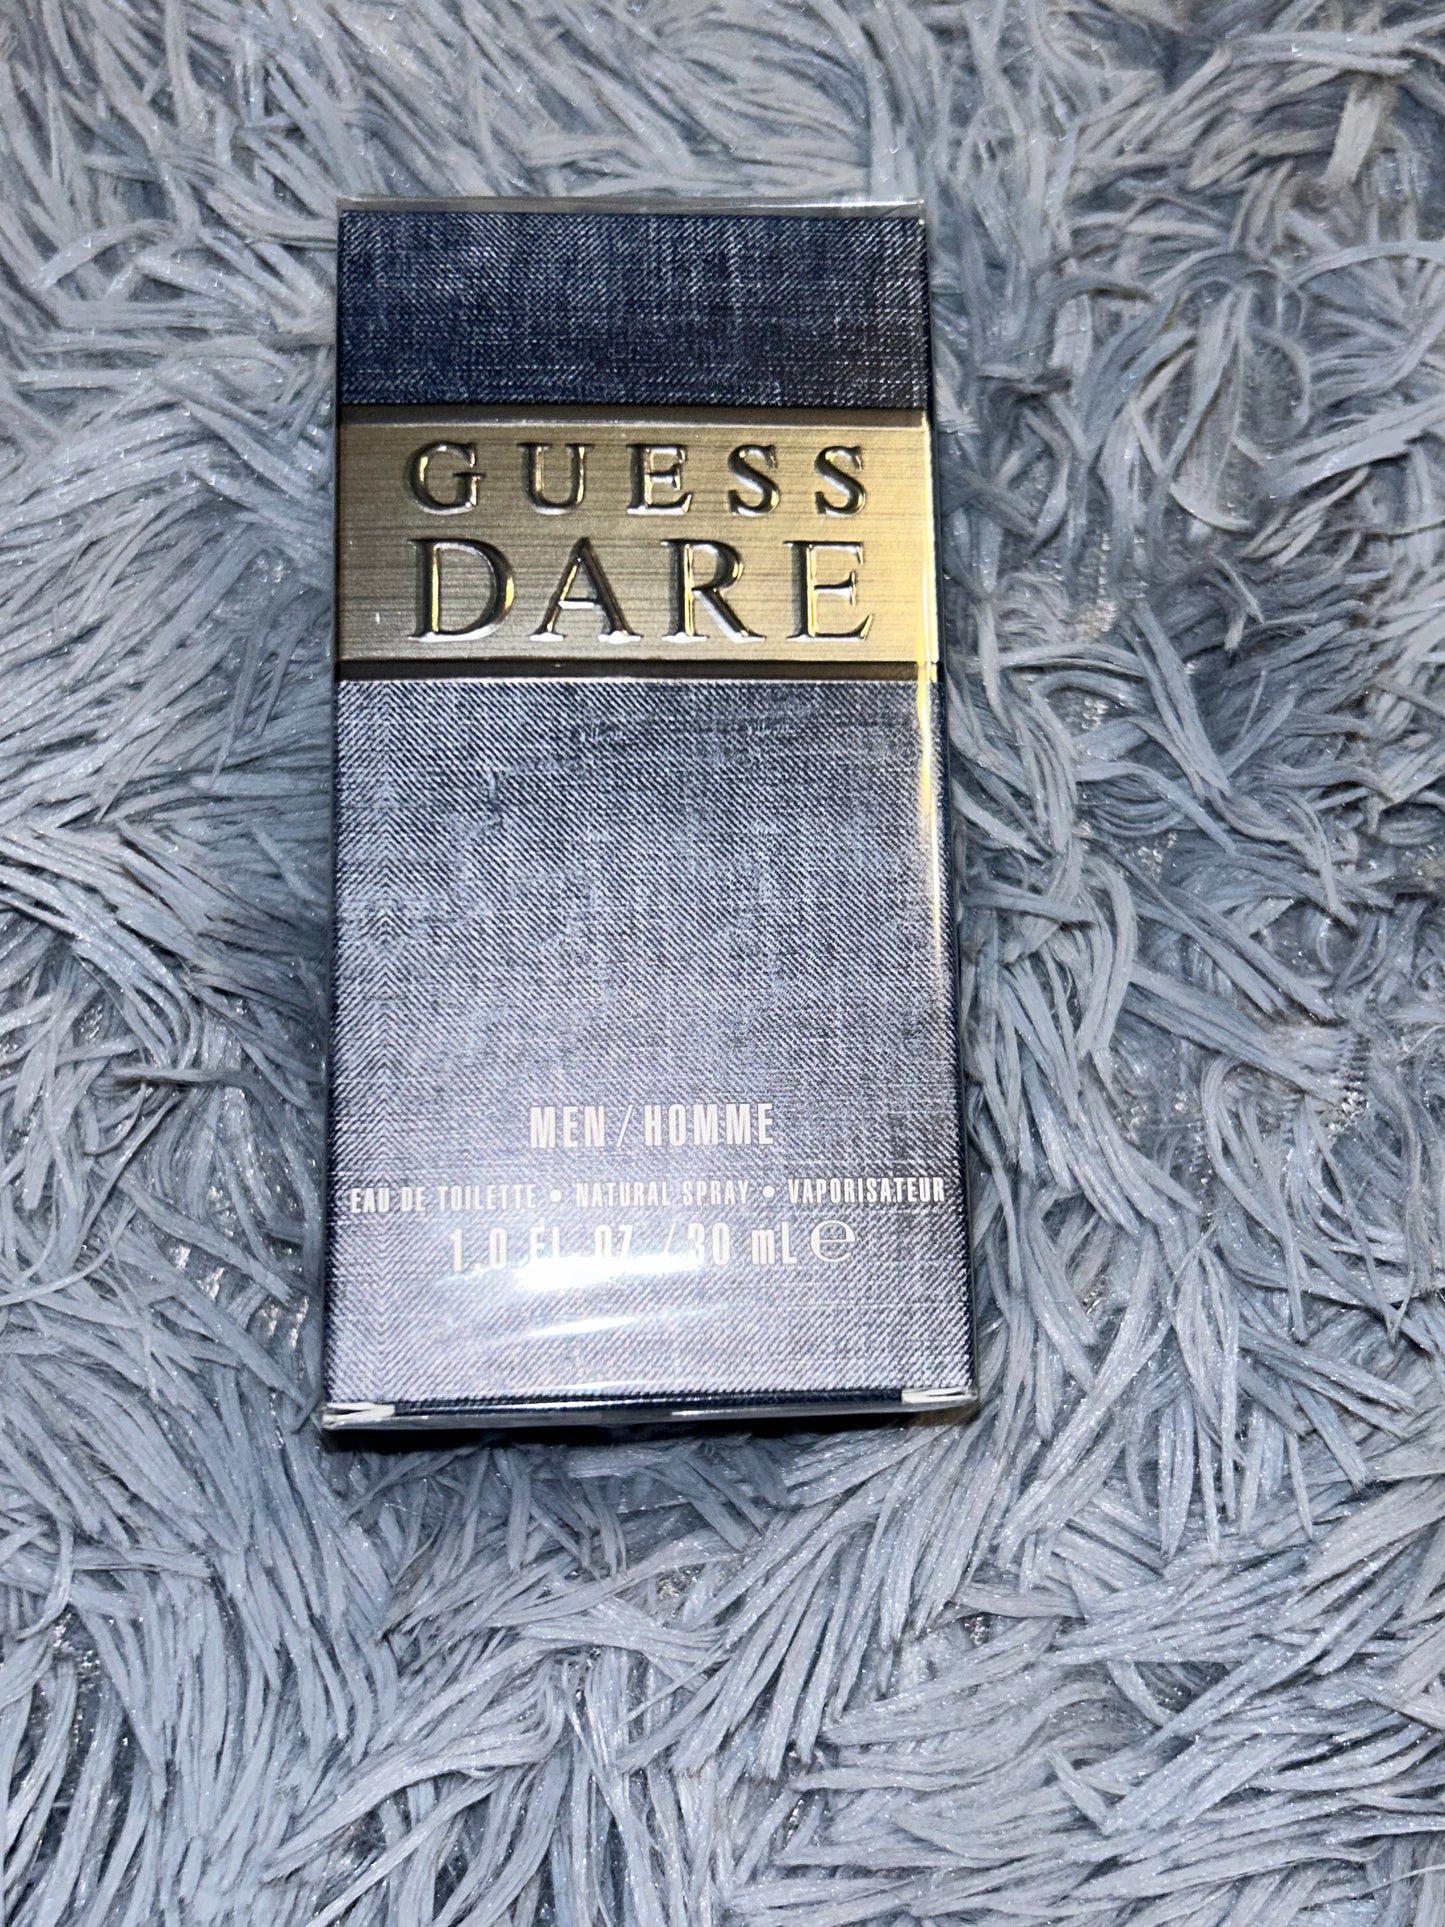 GUESS
DARE
MEN / HOMME
EAU DE TOILETTE • NATURAL SPRAY • VAPORISATEUR
1.0 FL. OZ. / 30 mL ℮